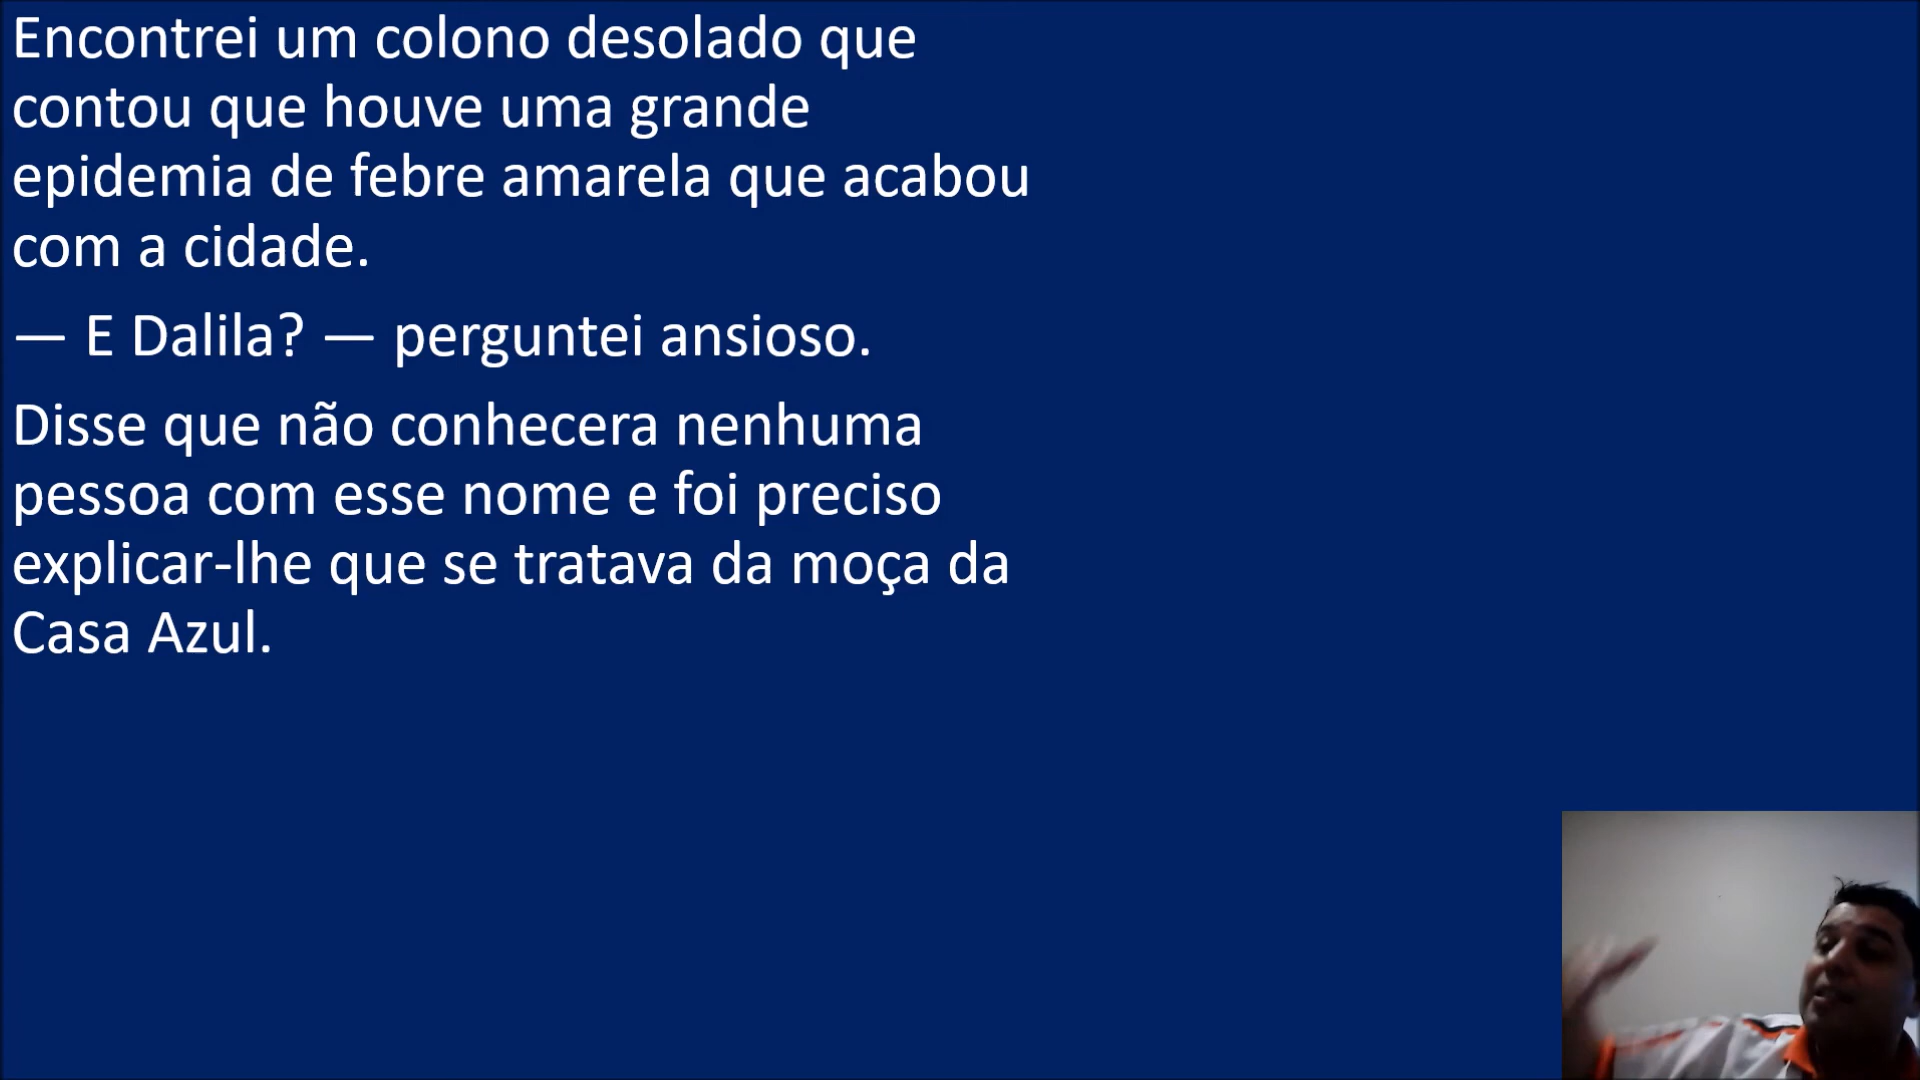 Encontrei um colono desolado que
contou que houve uma grande
epidemia de febre amarela que acabou
com a cidade.
— E Dalila? — perguntei ansioso.
Disse que não conhecera nenhuma
pessoa com esse nome e foi preciso
explicar-lhe que se tratava da moça da
Casa Azul.